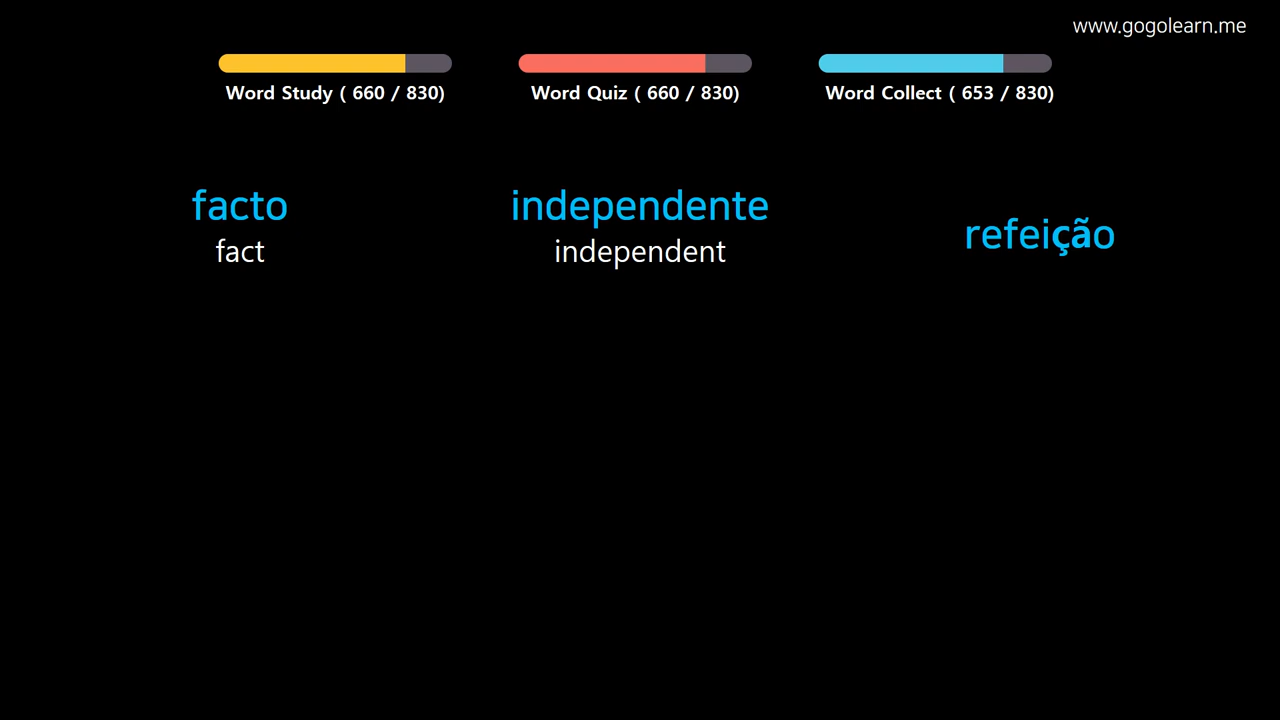 www.gogolearn.me
Word Study ( 660 / 830)
Word Quiz ( 660 / 830)
Word Collect ( 653 / 830)
facto
fact
independente
independent
refeição